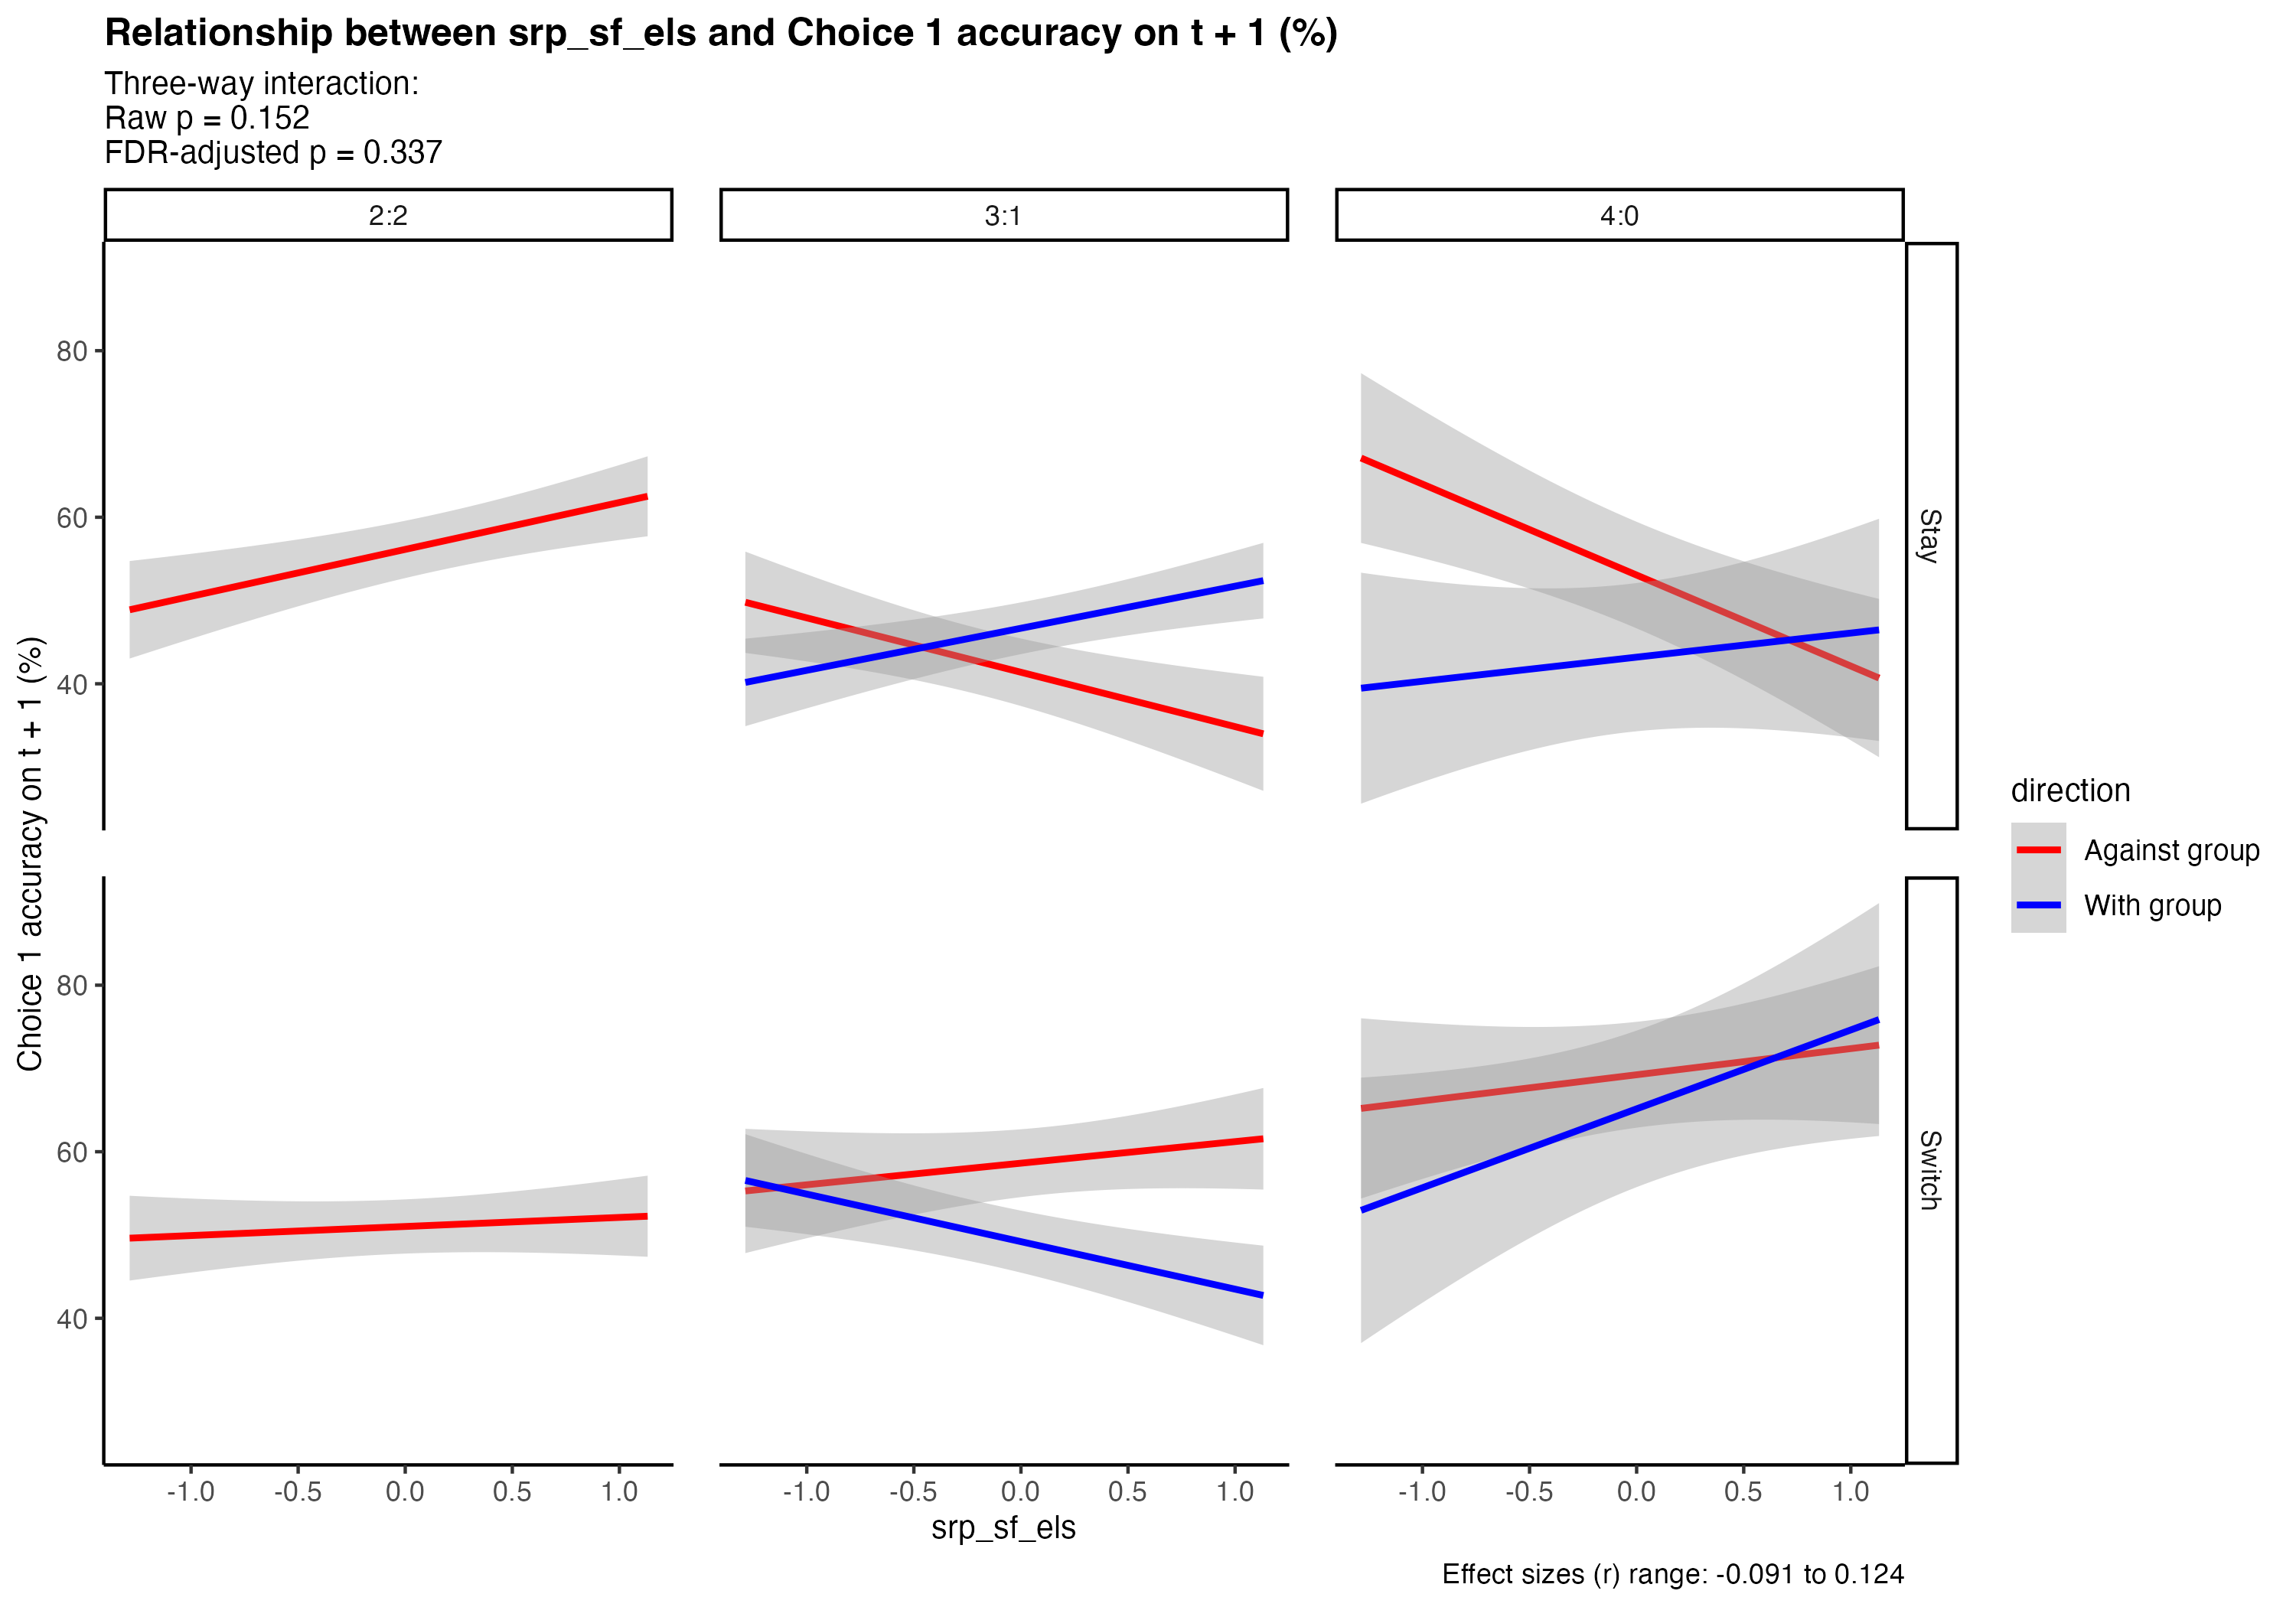 Relationship between srp_sf_els and Choice 1 accuracy on t + 1 (%)
Three-way interaction:
Raw p = 0.152
FDR-adjusted p = 0.337
2:2
3:1
4:0
80
60
40
Stay
80
60
40
Switch
Choice 1 accuracy on t + 1 (%)
-1.0
-0.5
0.0
0.5
1.0
-1.0
-0.5
0.0
0.5
1.0
-1.0
-0.5
0.0
0.5
1.0
srp_sf_els
direction
Against group
With group
Effect sizes (r) range: -0.091 to 0.124